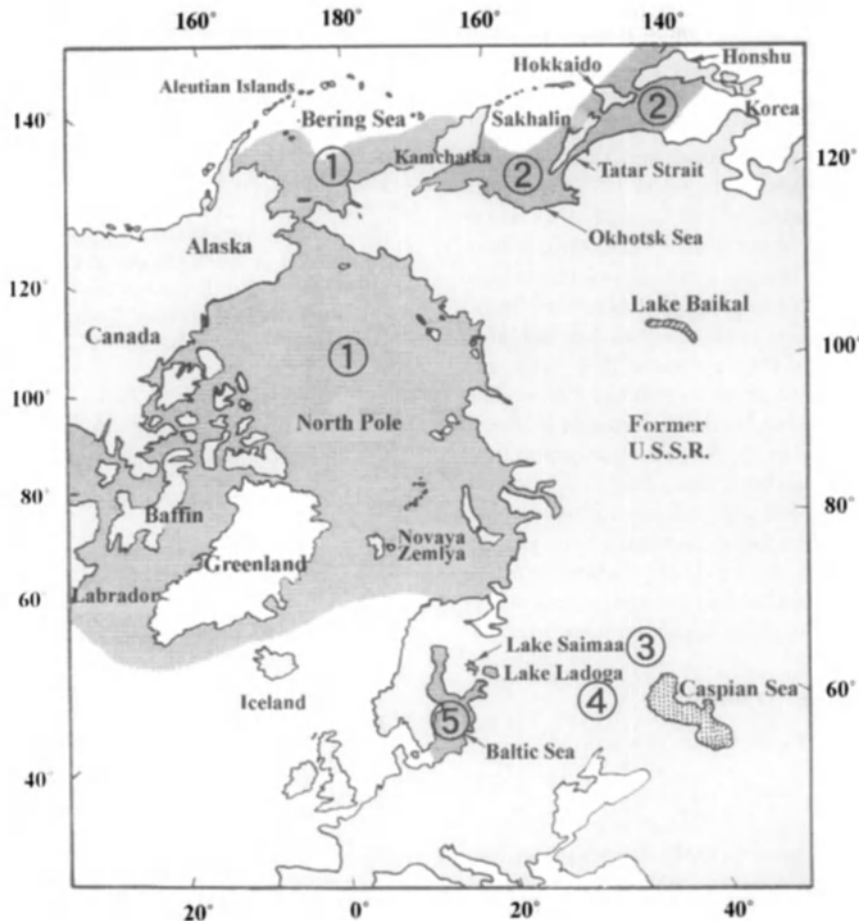 160° 180° 160° 140°
Honshu
Hokkaido
Aleutian Islands
②
Bering Sea
Sakhalin
Korea
140°
Kamchatka
①
②
Tatar Strait
120°
Okhotsk Sea
Alaska
120°
Lake Baikal
Canada
①
100°
100°
North Pole
Former
U.S.S.R.
80°
80°
Baffin
Novaya
Zemlya
Greenland
Labrador
60°
Lake Saimaa
③
Lake Ladoga
Caspian Sea
60°
Iceland
④
⑤
Baltic Sea
40°
20° 0° 20° 40°